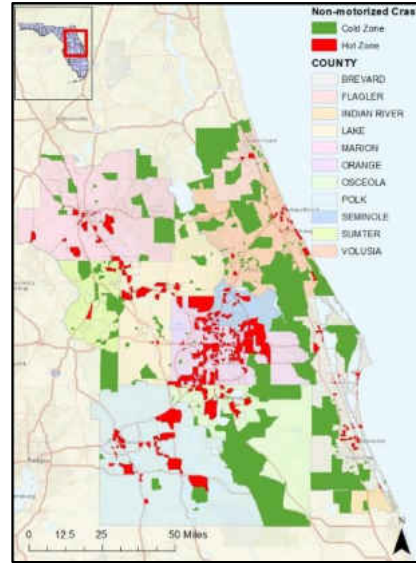 Non-motorized Cras
Cold Zone
Hot Zone
COUNTY
BREVARD
FLAGLER
INDIAN RIVER
LAKE
MARION
ORANGE
OSCEOLA
POLK
SEMINOLE
SUMTER
VOLUSIA
N
0 12.5 25 50 Miles